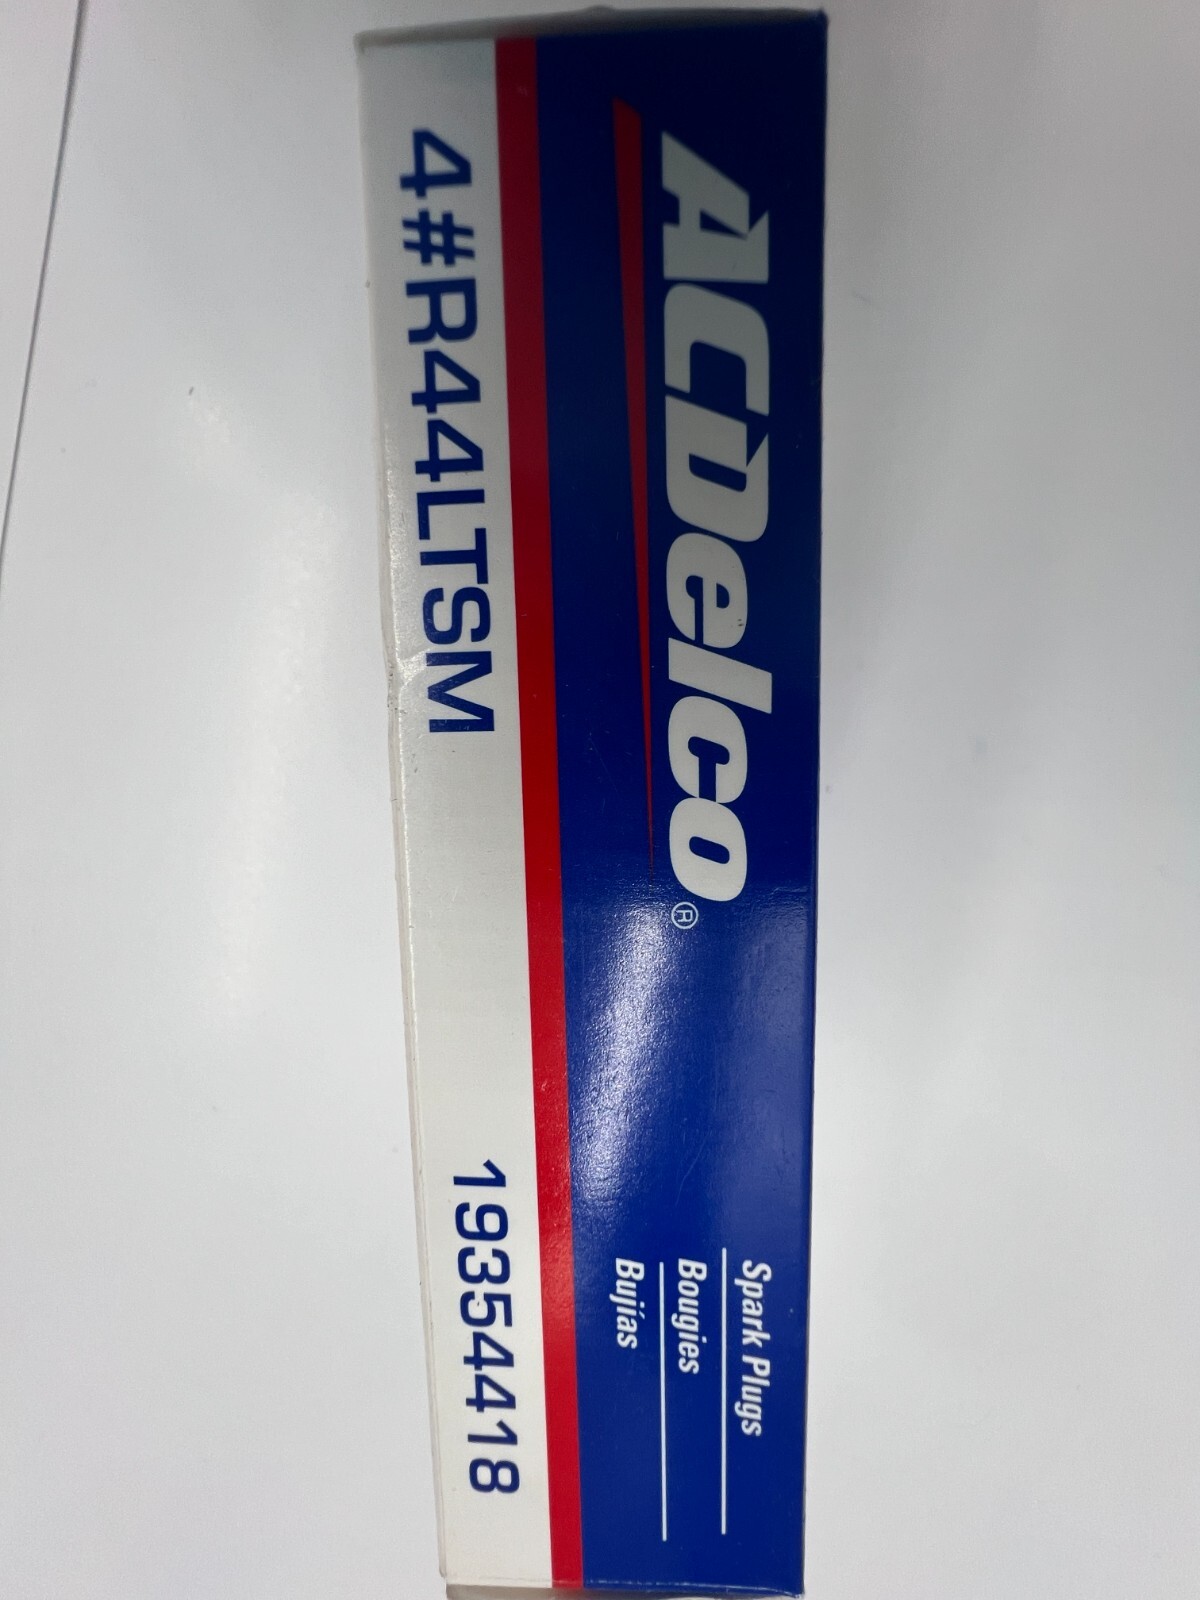 ACDelco®
Spark Plugs
Bougies
Bujías
4#R44LTSM
19354418